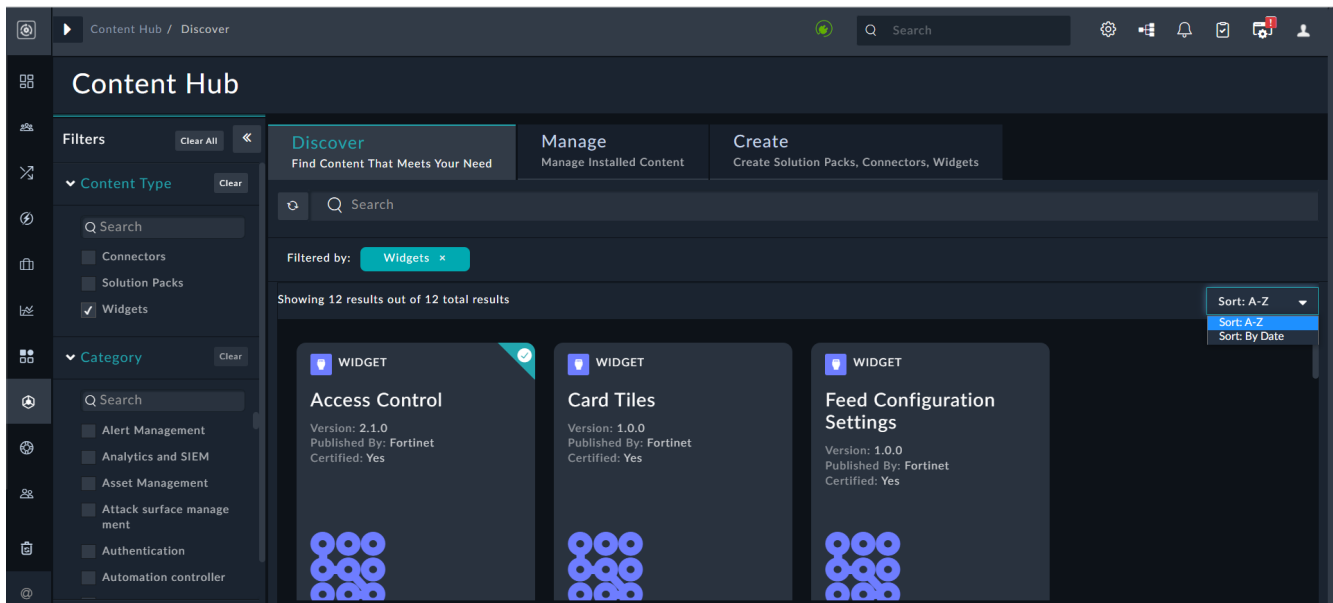 Content Hub / Discover
Search
!
Content Hub
Filters
Clear All
Discover
Find Content That Meets Your Need
Manage
Manage Installed Content
Create
Create Solution Packs, Connectors, Widgets
Content Type
Clear
Search
Connectors
Solution Packs
Widgets
Category
Clear
Search
Alert Management
Analytics and SIEM
Asset Management
Attack surface manage
ment
Authentication
Automation controller
@
Search
Filtered by:
Widgets ×
Showing 12 results out of 12 total results
Sort: A-Z
Sort: A-Z
Sort: By Date
WIDGET
Access Control
Version: 2.1.0
Published By: Fortinet
Certified: Yes
WIDGET
Card Tiles
Version: 1.0.0
Published By: Fortinet
Certified: Yes
WIDGET
Feed Configuration
Settings
Version: 1.0.0
Published By: Fortinet
Certified: Yes